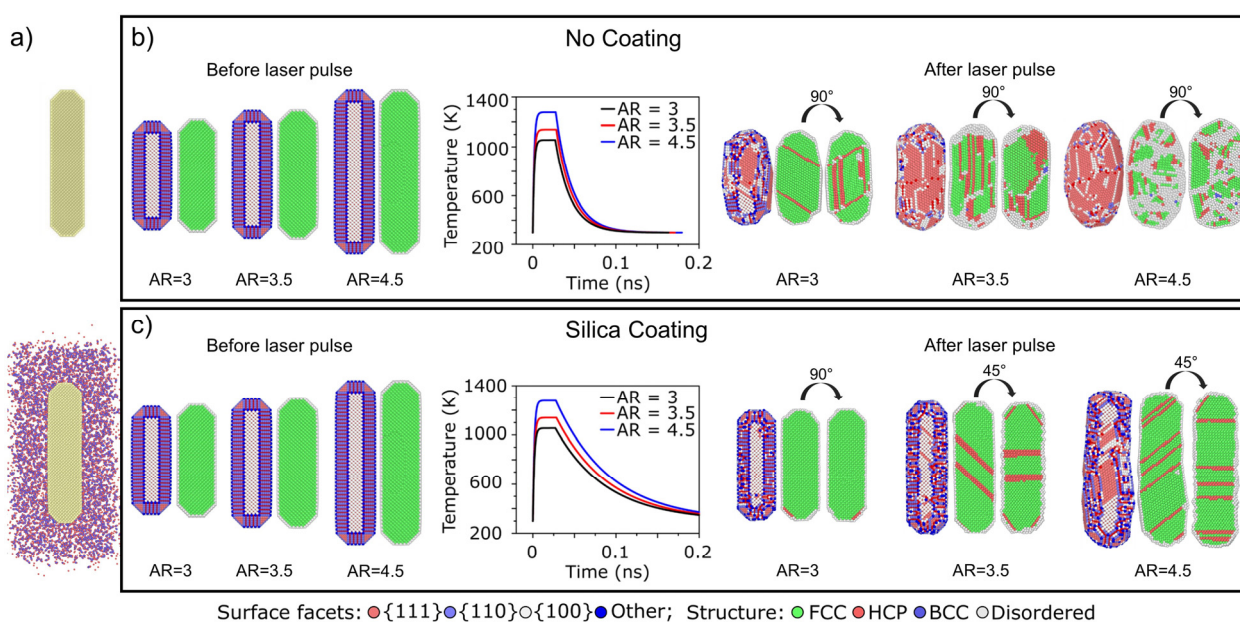 a)
b)
No Coating
Before laser pulse
After laser pulse
AR=3
AR=3.5
AR=4.5
1400
1000
600
200
Temperature (K)
AR = 3
AR = 3.5
AR = 4.5
0
0.1
0.2
Time (ns)
90°
90°
90°
AR=3
AR=3.5
AR=4.5
c)
Silica Coating
Before laser pulse
After laser pulse
AR=3
AR=3.5
AR=4.5
1400
1000
600
200
Temperature (K)
AR = 3
AR = 3.5
AR = 4.5
0
0.1
0.2
Time (ns)
90°
45°
45°
AR=3
AR=3.5
AR=4.5
Surface facets: {111} {110} {100} Other; Structure: FCC HCP BCC Disordered